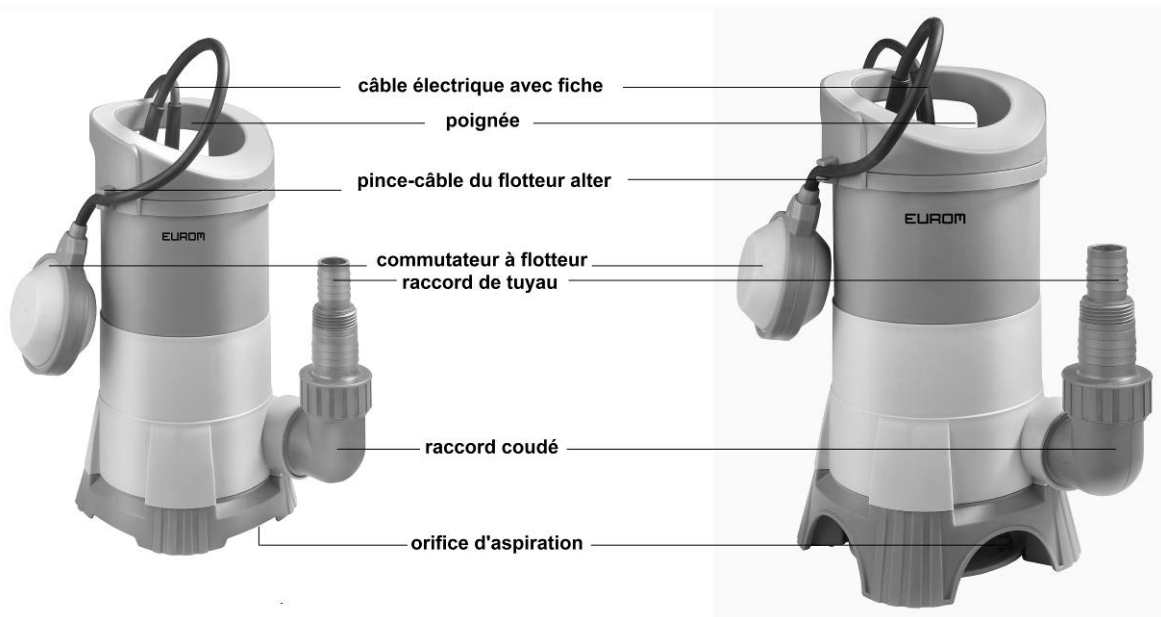 câble électrique avec fiche
poignée
pince-câble du flotteur alter
EUROM
EUROM
commutateur à flotteur
raccord de tuyau
raccord coudé
orifice d'aspiration